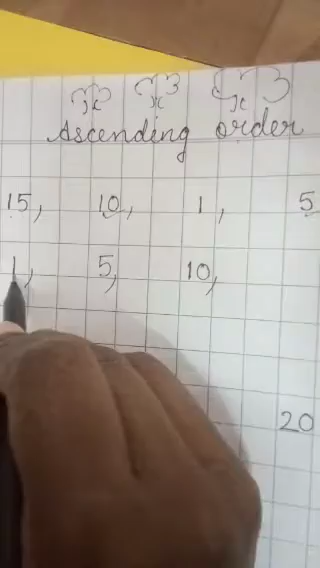 Ascending order
15, 10, 1, 5
1, 5, 10,
20